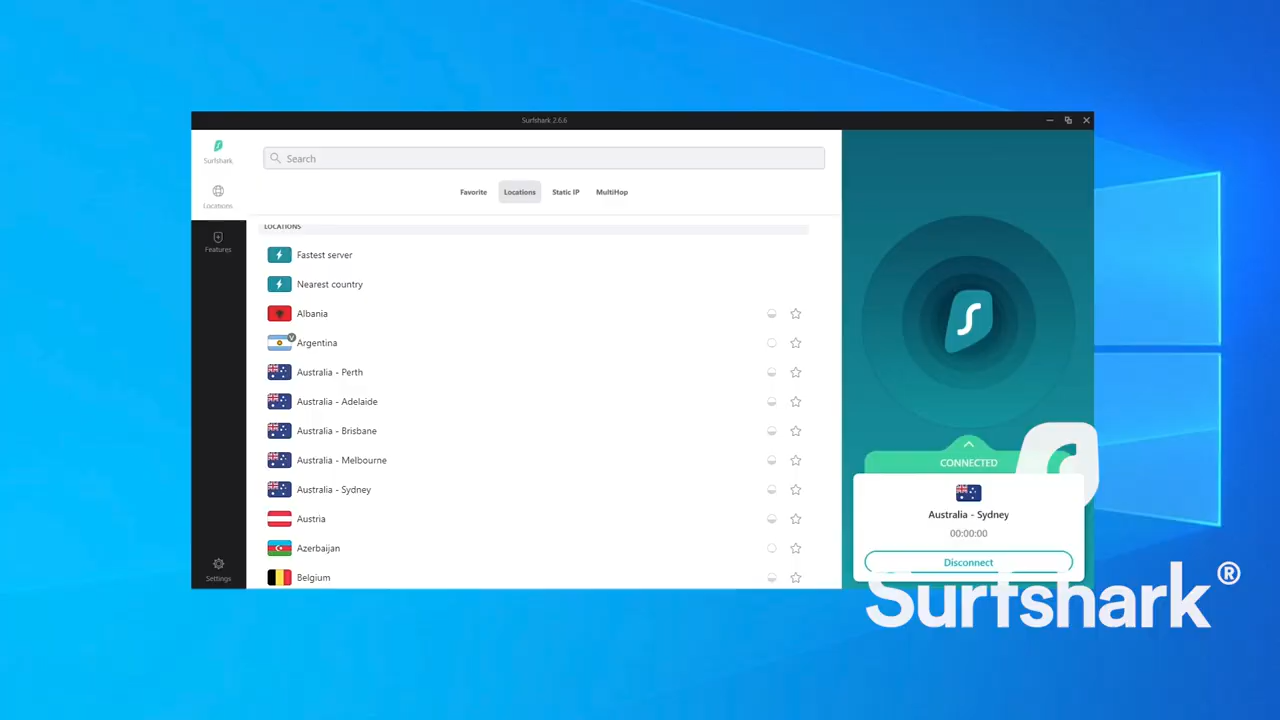 Surfshark 2.6.6
Surfshark
Search
Locations
Favorite
Locations
Static IP
MultiHop
Features
LOCATIONS
Fastest server
Nearest country
Albania
V
Argentina
Australia - Perth
Australia - Adelaide
Australia - Brisbane
Australia - Melbourne
Australia - Sydney
Austria
Azerbaijan
Belgium
Settings
S
CONNECTED
Australia - Sydney
00:00:00
Disconnect
Surfshark®